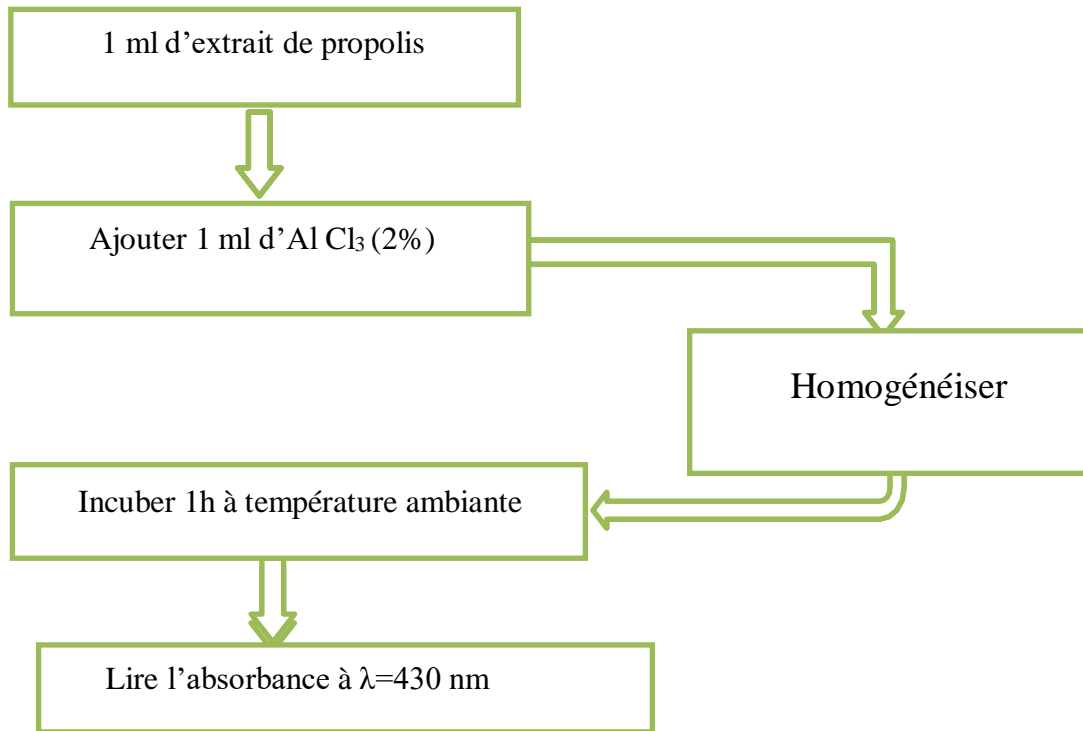 1 ml d’extrait de propolis
Ajouter 1 ml d’Al Cl₃ (2%)
Homogénéiser
Incuber 1h à température ambiante
Lire l’absorbance à λ=430 nm